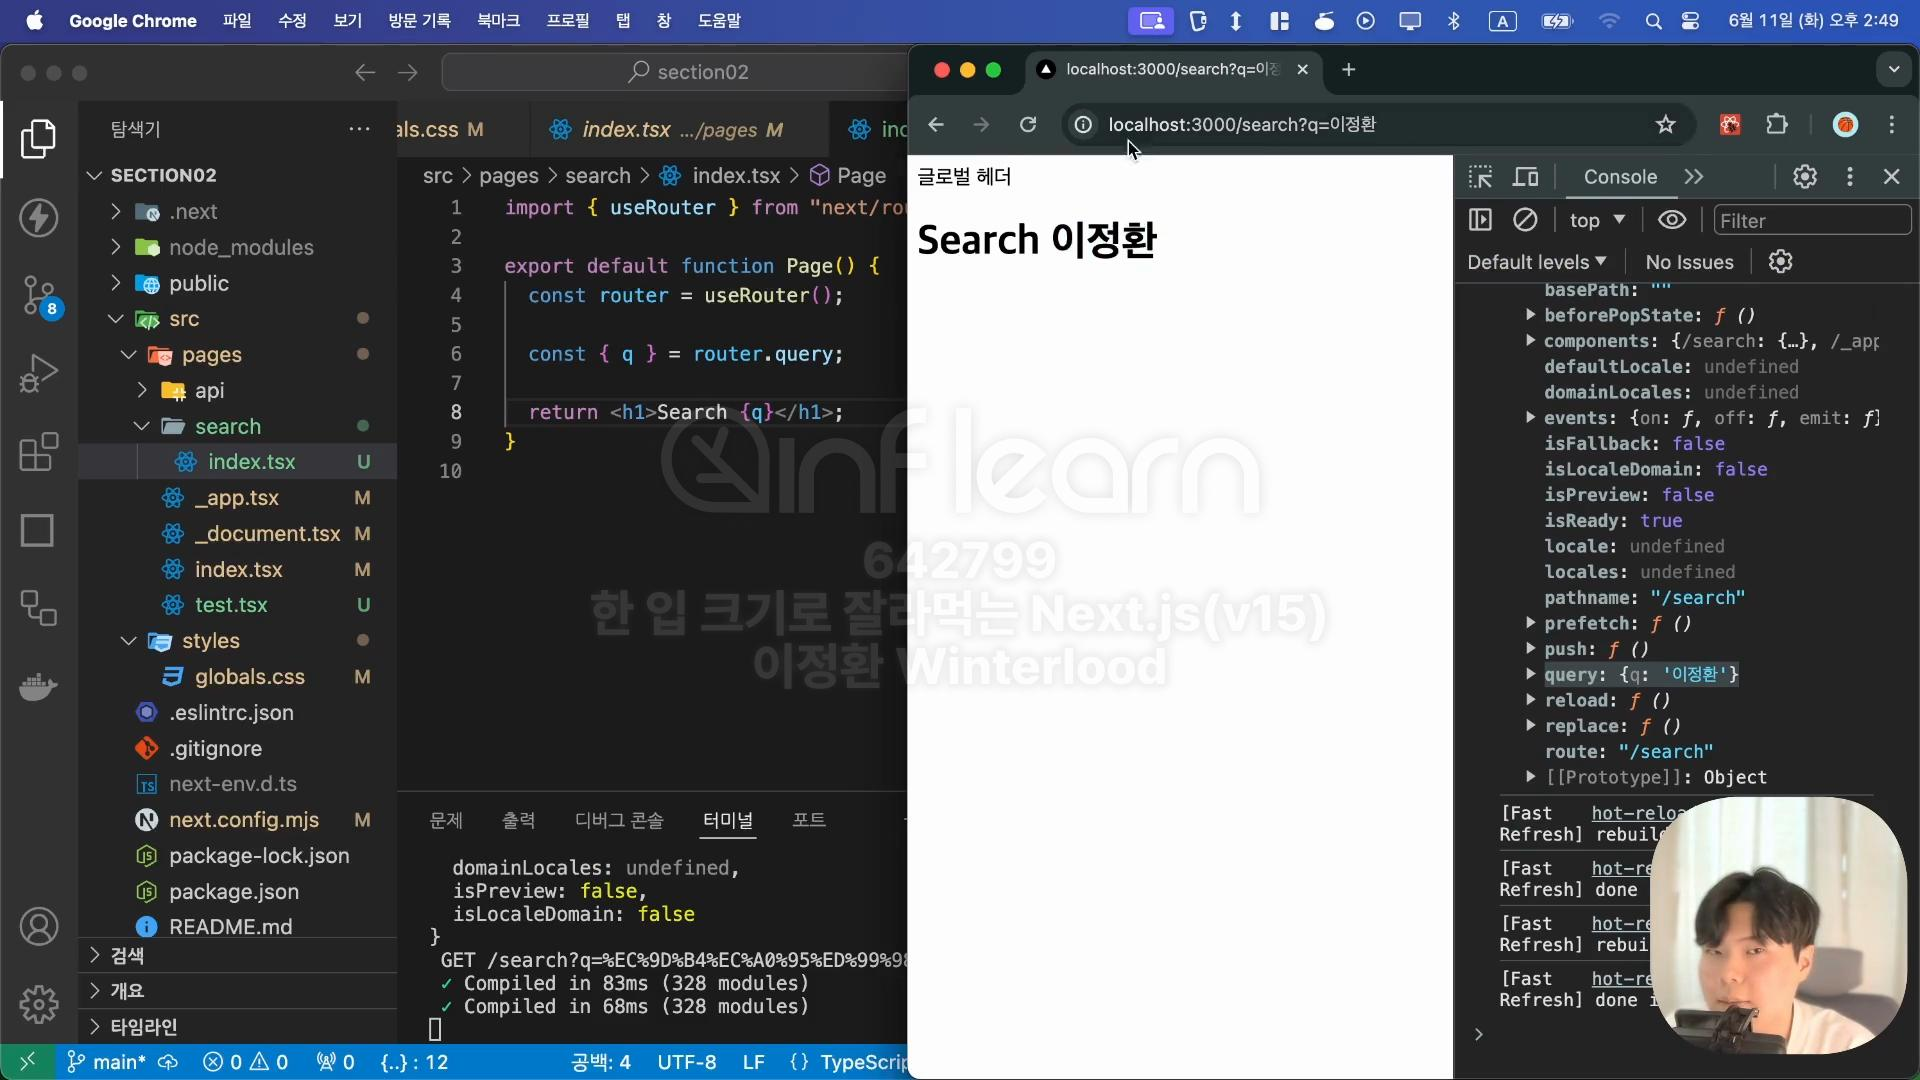 Google Chrome 파일 수정 보기 방문 기록 북마크 프로필 탭 창 도움말
A
6월 11일 (화) 오후 2:49
section02
탐색기
SECTION02
.next
node_modules
public
src
pages
api
search
index.tsx U
_app.tsx M
_document.tsx M
index.tsx M
test.tsx U
styles
globals.css M
.eslintrc.json
.gitignore
next-env.d.ts
next.config.mjs M
package-lock.json
package.json
README.md
검색
개요
타임라인
8
als.css M index.tsx .../pages M inc
src > pages > search > index.tsx > Page
1 import { useRouter } from "next/rou
2
3 export default function Page() {
4 const router = useRouter();
5
6 const { q } = router.query;
7
8 return <h1>Search {q}</h1>;
9 }
10
문제 출력 디버그 콘솔 터미널 포트
domainLocales: undefined,
isPreview: false,
isLocaleDomain: false
}
GET /search?q=%EC%9D%B4%EC%A0%95%ED%99%98
✓ Compiled in 83ms (328 modules)
✓ Compiled in 68ms (328 modules)
main* 0 0 0 {..} : 12 공백: 4 UTF-8 LF {} TypeScrip
localhost:3000/search?q=이정
localhost:3000/search?q=이정환
글로벌 헤더
Search 이정환
Console
top Filter
Default levels No Issues
basePath: ""
beforePopState: ƒ ()
components: {/search: {…}, /_app
defaultLocale: undefined
domainLocales: undefined
events: {on: ƒ, off: ƒ, emit: ƒ}
isFallback: false
isLocaleDomain: false
isPreview: false
isReady: true
locale: undefined
locales: undefined
pathname: "/search"
prefetch: ƒ ()
push: ƒ ()
query: {q: '이정환'}
reload: ƒ ()
replace: ƒ ()
route: "/search"
[[Prototype]]: Object
[Fast hot-reloa
Refresh] rebuild
[Fast hot-re
Refresh] done
[Fast hot-re
Refresh] rebui
[Fast hot-re
Refresh] done i
inflearn
642799
한 입 크기로 잘라먹는 Next.js(v15)
이정환 Winterlood